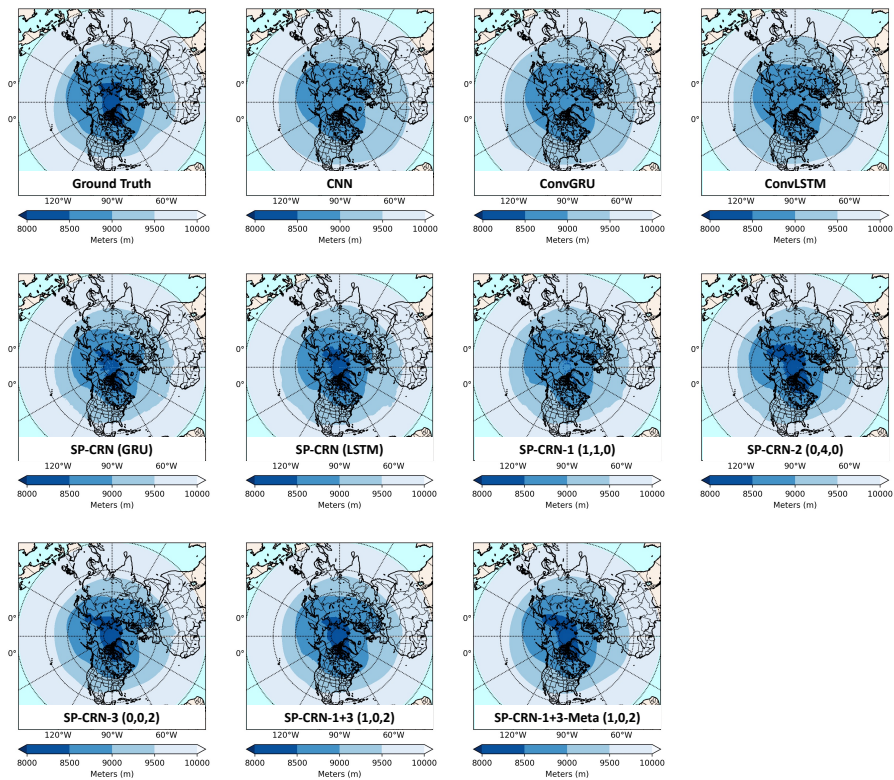 0° 0°
Ground Truth CNN ConvGRU ConvLSTM
120°W 90°W 60°W 120°W 90°W 60°W 120°W 90°W 60°W 120°W 90°W 60°W
8000 8500 9000 9500 10000 8000 8500 9000 9500 10000 8000 8500 9000 9500 10000 8000 8500 9000 9500 10000
Meters (m) Meters (m) Meters (m) Meters (m)
0° 0° 0° 0°
0° 0° 0° 0°
SP-CRN (GRU) SP-CRN (LSTM) SP-CRN-1 (1,1,0) SP-CRN-2 (0,4,0)
120°W 90°W 60°W 120°W 90°W 60°W 120°W 90°W 60°W 120°W 90°W 60°W
8000 8500 9000 9500 10000 8000 8500 9000 9500 10000 8000 8500 9000 9500 10000 8000 8500 9000 9500 10000
Meters (m) Meters (m) Meters (m) Meters (m)
0° 0° 0°
0° 0° 0°
SP-CRN-3 (0,0,2) SP-CRN-1+3 (1,0,2) SP-CRN-1+3-Meta (1,0,2)
120°W 90°W 60°W 120°W 90°W 60°W 120°W 90°W 60°W
8000 8500 9000 9500 10000 8000 8500 9000 9500 10000 8000 8500 9000 9500 10000
Meters (m) Meters (m) Meters (m)